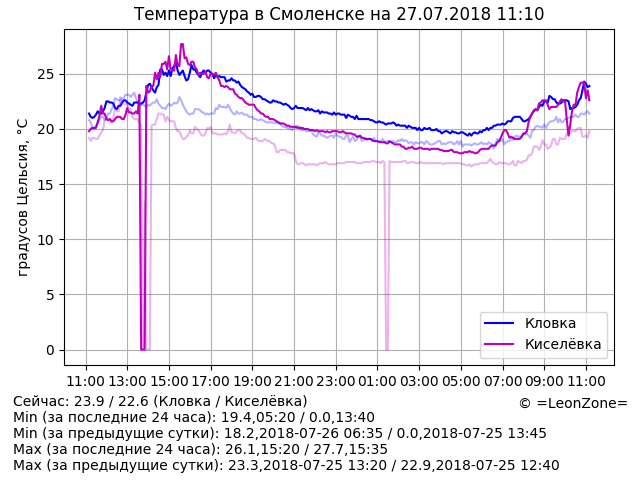 Температура в Смоленске на 27.07.2018 11:10
градусов Цельсия, °C
25
20
15
10
5
0
Кловка
Киселёвка
11:00 13:00 15:00 17:00 19:00 21:00 23:00 01:00 03:00 05:00 07:00 09:00 11:00
Сейчас: 23.9 / 22.6 (Кловка / Киселёвка)
© =LeonZone=
Min (за последние 24 часа): 19.4,05:20 / 0.0,13:40
Min (за предыдущие сутки): 18.2,2018-07-26 06:35 / 0.0,2018-07-25 13:45
Max (за последние 24 часа): 26.1,15:20 / 27.7,15:35
Max (за предыдущие сутки): 23.3,2018-07-25 13:20 / 22.9,2018-07-25 12:40